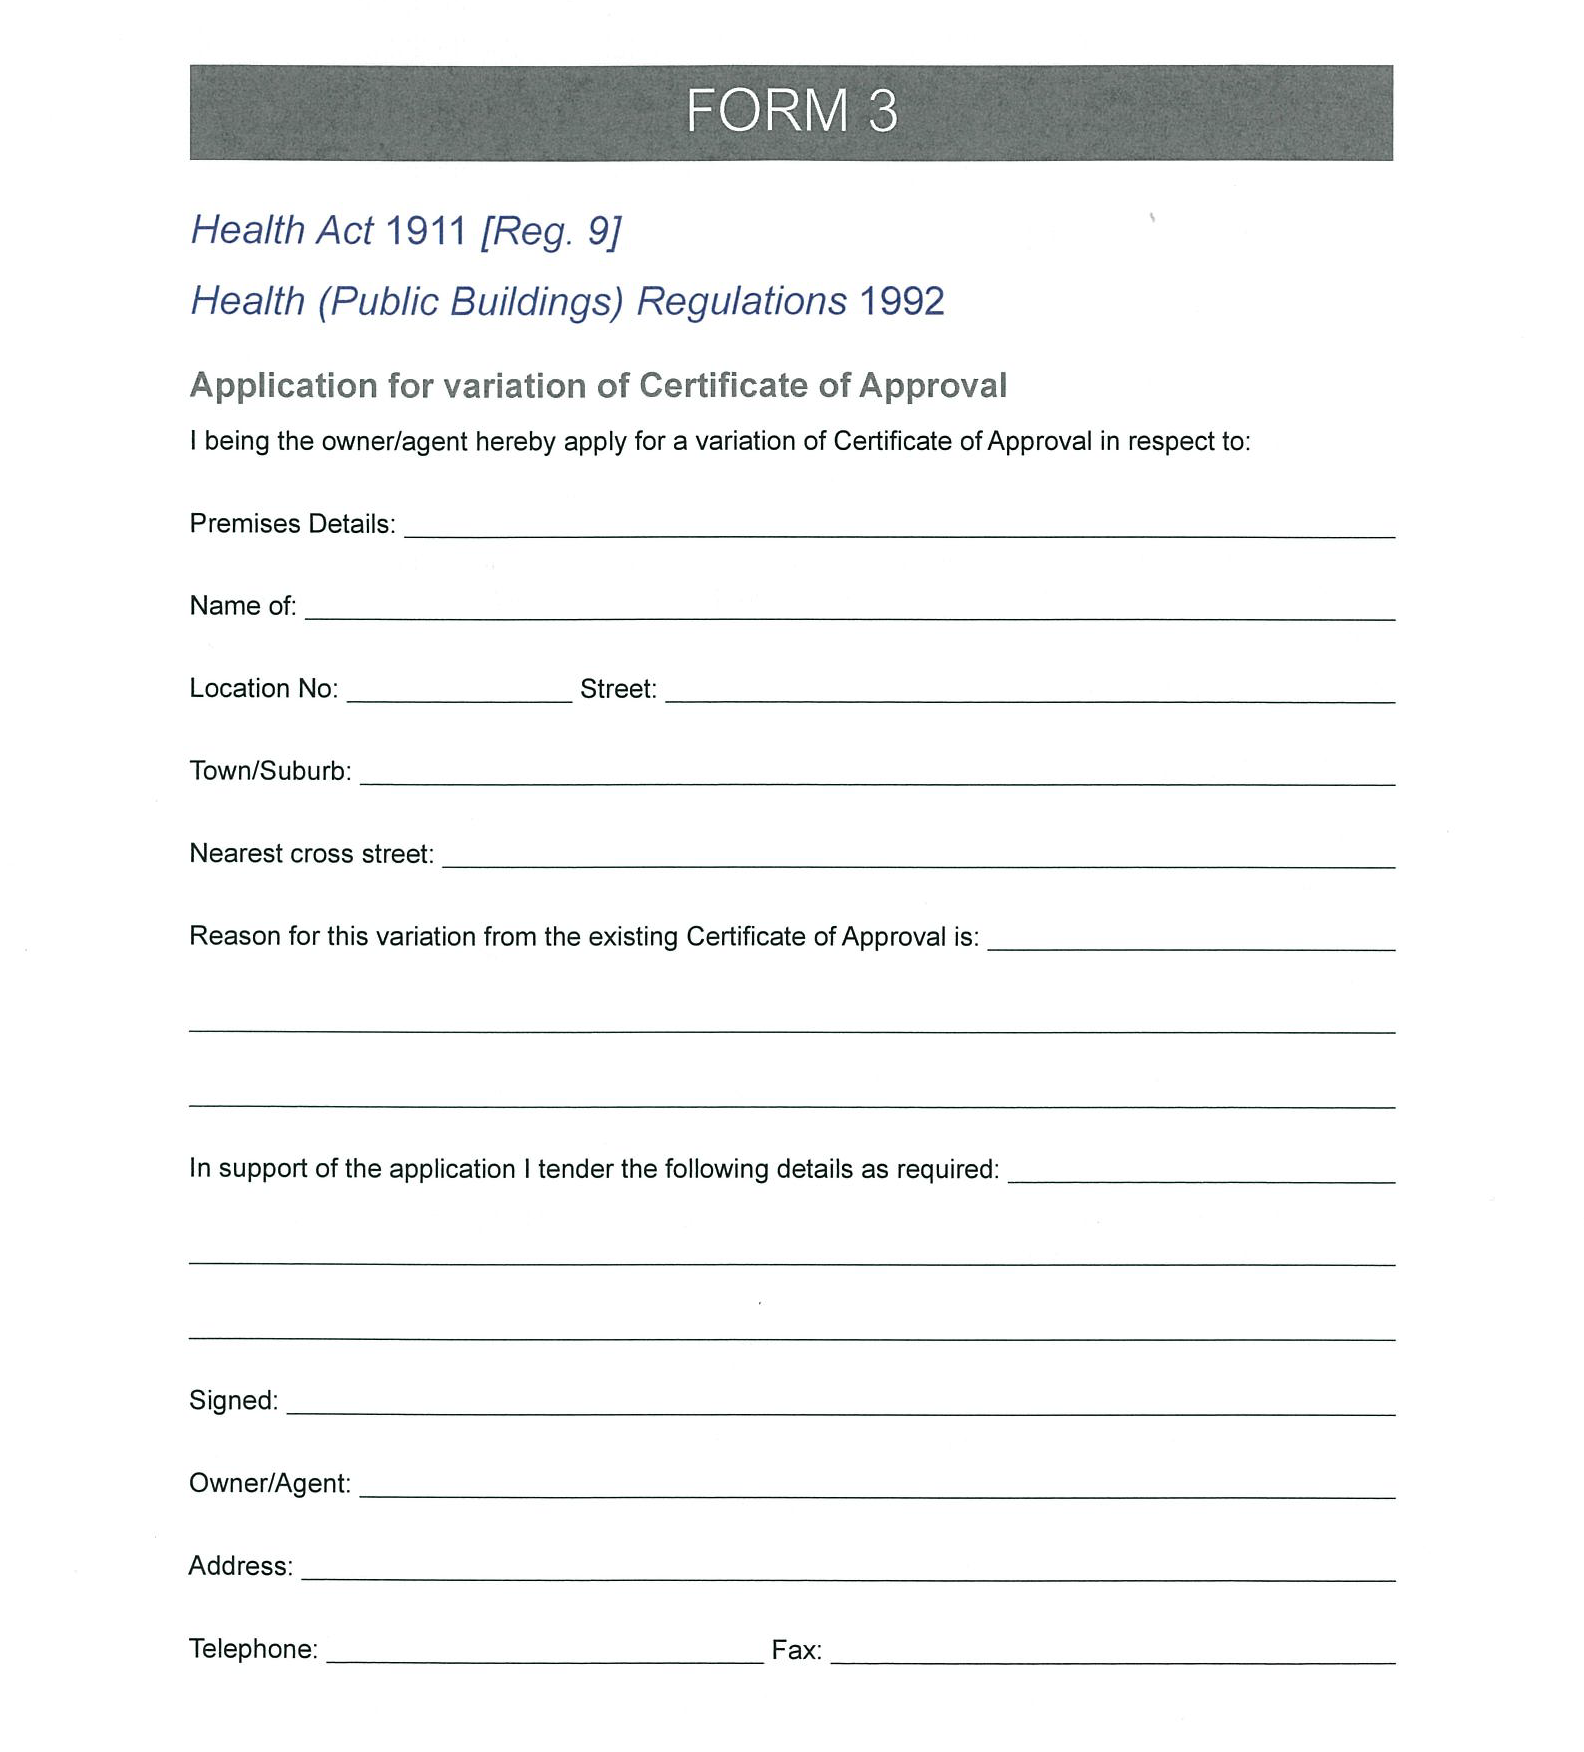 FORM 3
Health Act 1911 [Reg. 9]
Health (Public Buildings) Regulations 1992
Application for variation of Certificate of Approval
I being the owner/agent hereby apply for a variation of Certificate of Approval in respect to:
Premises Details:
Name of:
Location No: Street:
Town/Suburb:
Nearest cross street:
Reason for this variation from the existing Certificate of Approval is:
In support of the application I tender the following details as required:
Signed:
Owner/Agent:
Address:
Telephone: Fax: